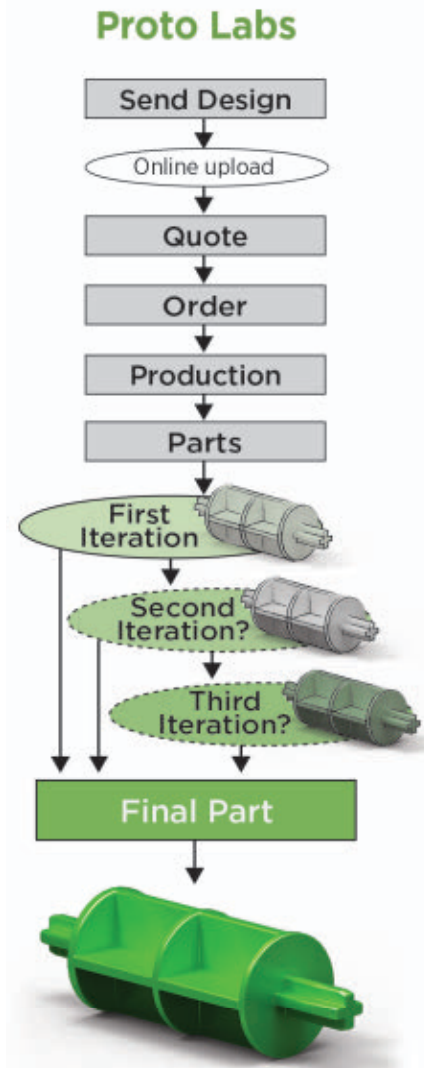 Proto Labs
Send Design
Online upload
Quote
Order
Production
Parts
First
Iteration
Second
Iteration?
Third
Iteration?
Final Part